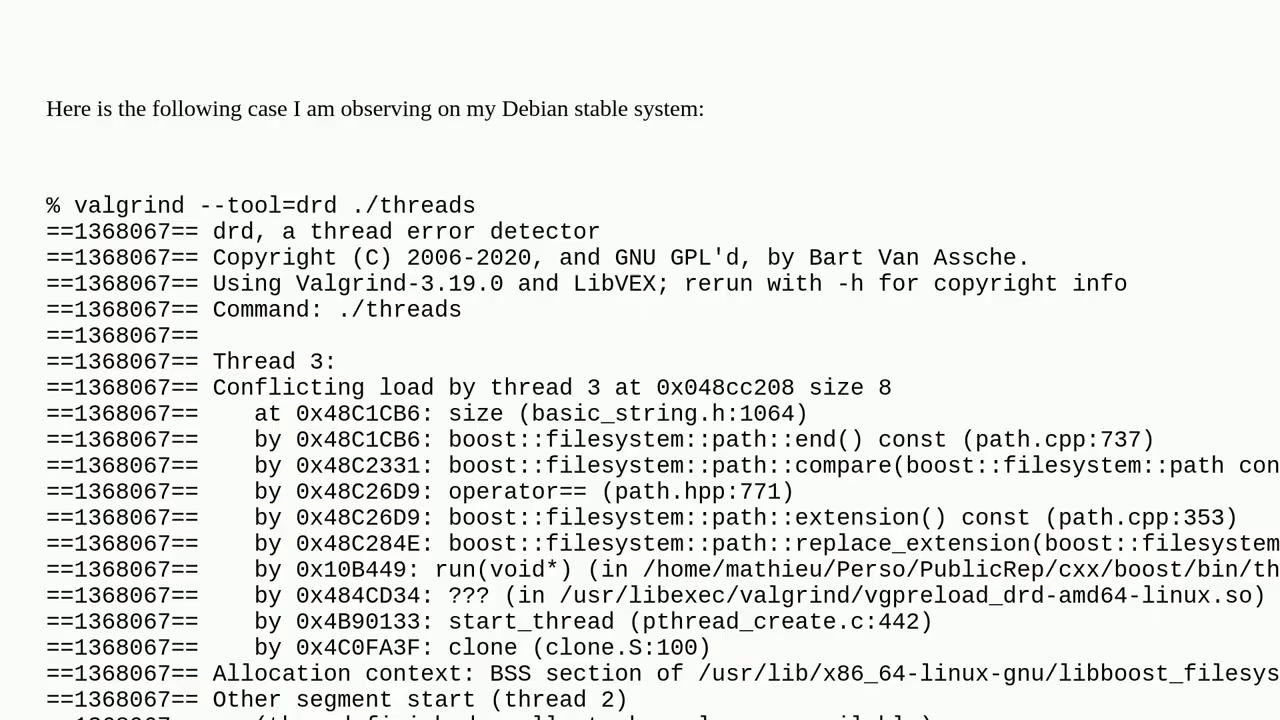 Here is the following case I am observing on my Debian stable system:
% valgrind --tool=drd ./threads
==1368067== drd, a thread error detector
==1368067== Copyright (C) 2006-2020, and GNU GPL'd, by Bart Van Assche.
==1368067== Using Valgrind-3.19.0 and LibVEX; rerun with -h for copyright info
==1368067== Command: ./threads
==1368067==
==1368067== Thread 3:
==1368067== Conflicting load by thread 3 at 0x048cc208 size 8
==1368067==    at 0x48C1CB6: size (basic_string.h:1064)
==1368067==    by 0x48C1CB6: boost::filesystem::path::end() const (path.cpp:737)
==1368067==    by 0x48C2331: boost::filesystem::path::compare(boost::filesystem::path con
==1368067==    by 0x48C26D9: operator== (path.hpp:771)
==1368067==    by 0x48C26D9: boost::filesystem::path::extension() const (path.cpp:353)
==1368067==    by 0x48C284E: boost::filesystem::path::replace_extension(boost::filesystem
==1368067==    by 0x10B449: run(void*) (in /home/mathieu/Perso/PublicRep/cxx/boost/bin/th
==1368067==    by 0x484CD34: ??? (in /usr/libexec/valgrind/vgpreload_drd-amd64-linux.so)
==1368067==    by 0x4B90133: start_thread (pthread_create.c:442)
==1368067==    by 0x4C0FA3F: clone (clone.S:100)
==1368067== Allocation context: BSS section of /usr/lib/x86_64-linux-gnu/libboost_filesys
==1368067== Other segment start (thread 2)